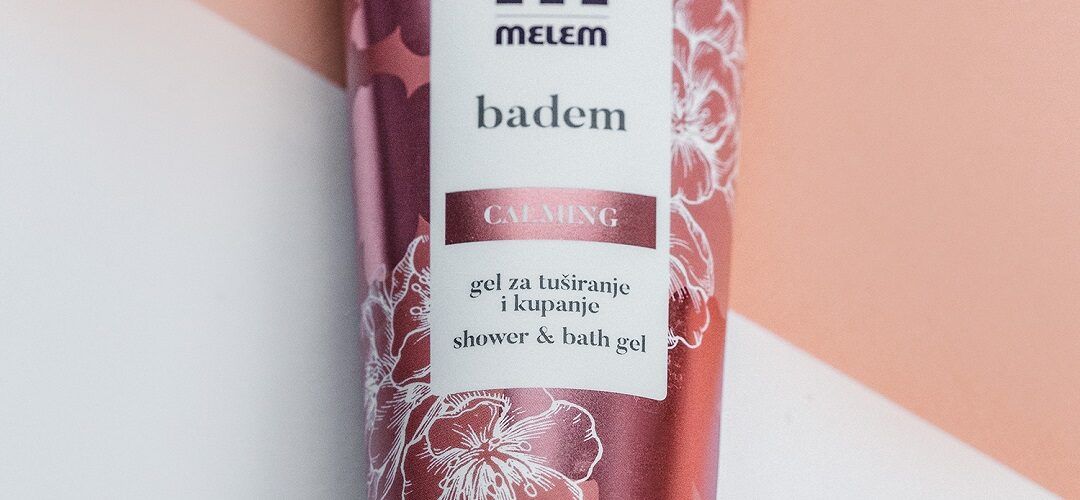 MELEM
badem
CALMING
gel za tuširanje
i kupanje
shower & bath gel